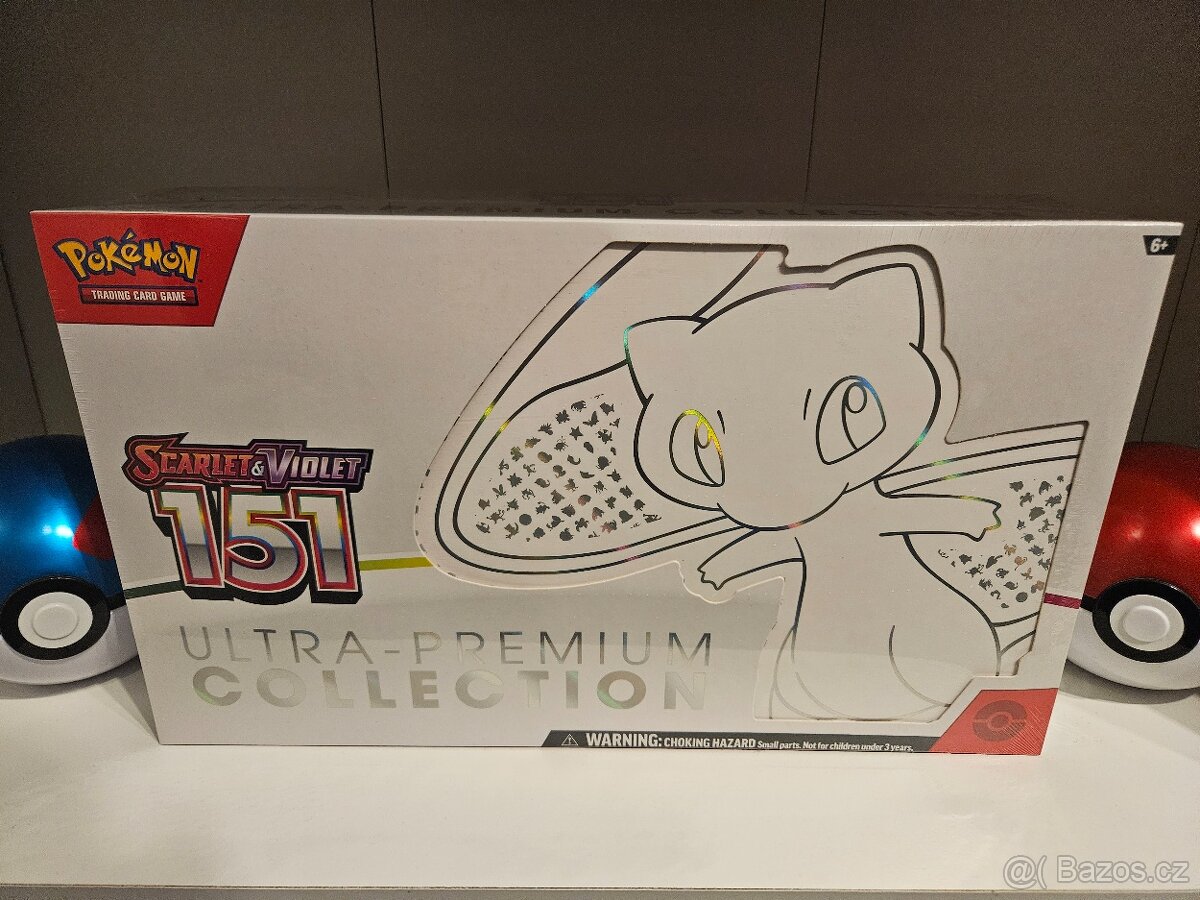 6+
POKéMON
TRADING CARD GAME
SCARLET & VIOLET
151
ULTRA-PREMIUM
COLLECTION
WARNING: CHOKING HAZARD Small parts. Not for children under 3 years.
@( Bazos.cz